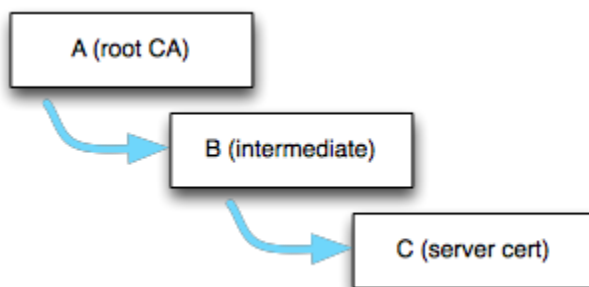 A (root CA)
B (intermediate)
C (server cert)